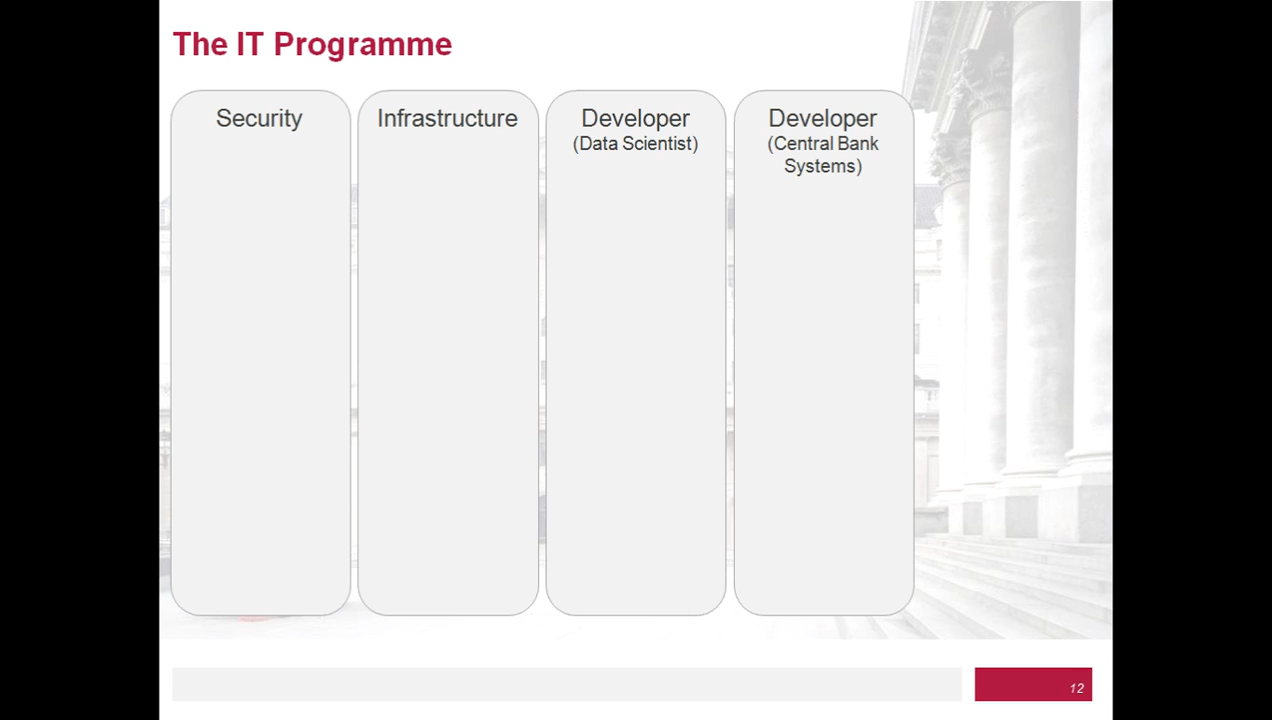 The IT Programme
Security
Infrastructure
Developer
(Data Scientist)
Developer
(Central Bank
Systems)
12